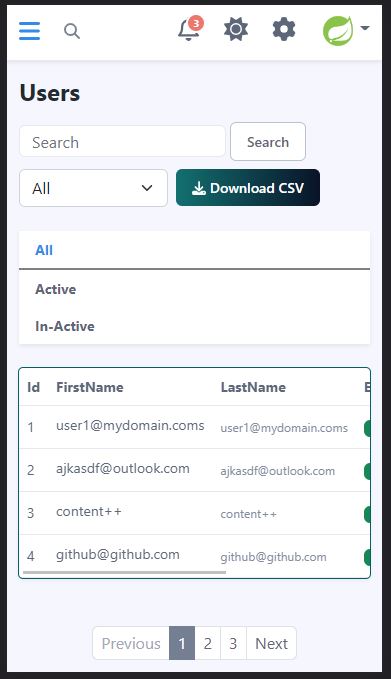 3
Users
Search Search
All Download CSV
All
Active
In-Active
Id FirstName LastName
1 user1@mydomain.coms user1@mydomain.coms
2 ajkasdf@outlook.com ajkasdf@outlook.com
3 content++ content++
4 github@github.com github@github.com
Previous 1 2 3 Next